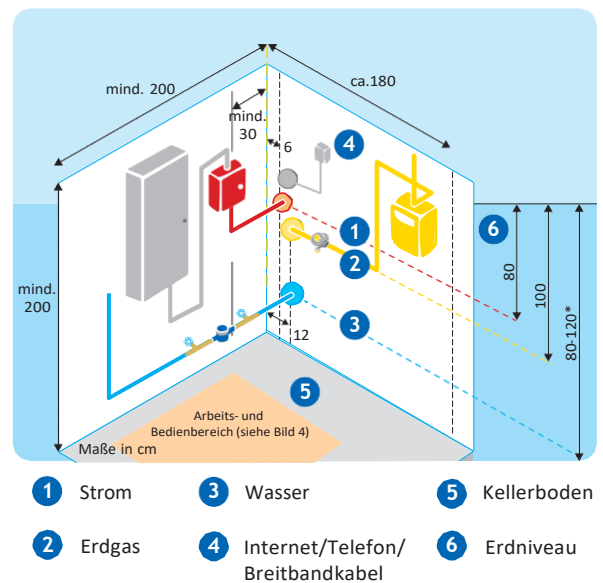 mind. 200
ca.180
mind.
30
6
4
1
2
3
6
mind.
200
80
100
80-120*
12
5
Arbeits- und
Bedienbereich (siehe Bild 4)
Maße in cm
1 Strom
3 Wasser
5 Kellerboden
2 Erdgas
4 Internet/Telefon/
Breitbandkabel
6 Erdniveau